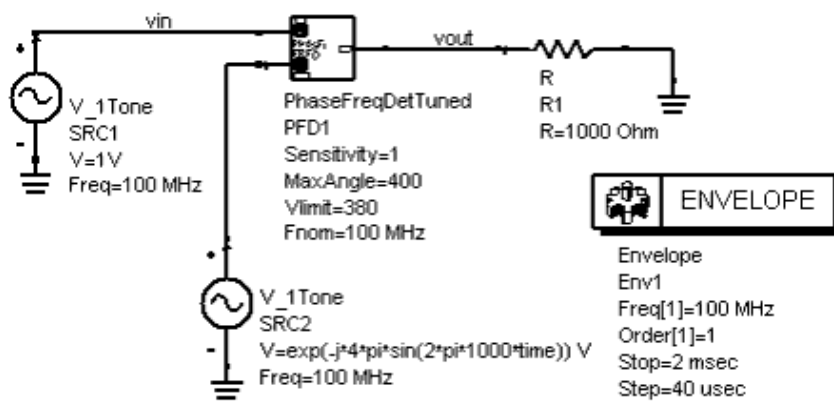 vin
vout
V_1Tone
SRC1
V=1V
Freq=100 MHz
PhaseFreqDetTuned
PFD1
Sensitivity=1
MaxAngle=400
Vlimit=380
Fnom=100 MHz
R
R1
R=1000 Ohm
ENVELOPE
Envelope
Env1
Freq[1]=100 MHz
Order[1]=1
Stop=2 msec
Step=40 usec
V_1Tone
SRC2
V=exp(-j*4*pi*sin(2*pi*1000*time)) V
Freq=100 MHz